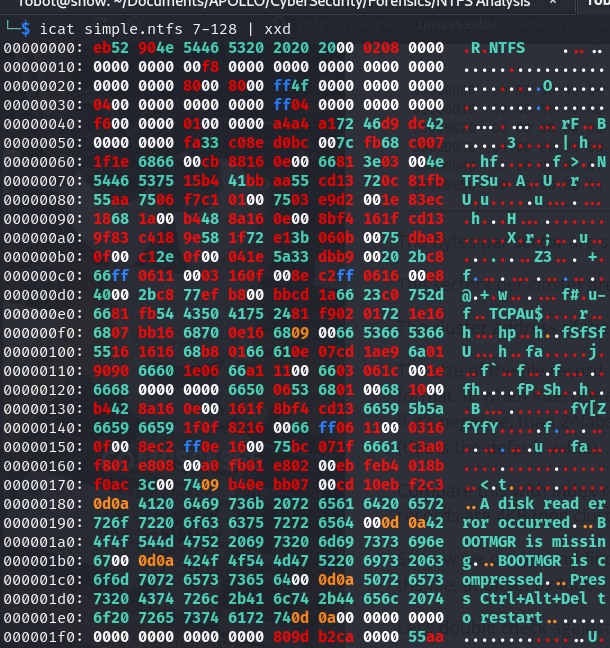 robot@snow: ~/Documents/APOLLO/CyberSecurity/Forensics/NTFS Analysis
└─$ icat simple.ntfs 7-128 | xxd
00000000: eb52 904e 5446 5320 2020 2000 0208 0000 .R.NTFS    .....
00000010: 0000 0000 00f8 0000 0000 0000 0000 0000 ................
00000020: 0000 0000 8000 8000 ff4f 0000 0000 0000 .........O......
00000030: 0400 0000 0000 0000 ff04 0000 0000 0000 ................
00000040: f600 0000 0100 0000 a4a4 a172 46d9 dc42 ...........rF..B
00000050: 0000 0000 fa33 c08e d0bc 007c fb68 c007 .....3.....|.h..
00000060: 1f1e 6866 00cb 8816 0e00 6681 3e03 004e ..hf......f.>..N
00000070: 5446 5375 15b4 41bb aa55 cd13 720c 81fb TFSu..A..U..r...
00000080: 55aa 7506 f7c1 0100 7503 e9d2 001e 83ec U.u.....u.......
00000090: 1868 1a00 b448 8a16 0e00 8bf4 161f cd13 .h...H..........
000000a0: 9f83 c418 9e58 1f72 e13b 060b 0075 dba3 .....X.r.;...u..
000000b0: 0f00 c12e 0f00 041e 5a33 dbb9 0020 2bc8 ........Z3... +.
000000c0: 66ff 0611 0003 160f 008e c2ff 0616 00e8 f...............
000000d0: 4000 2bc8 77ef b800 bbcd 1a66 23c0 752d @.+.w......f#.u-
000000e0: 6681 fb54 4350 4175 2481 f902 0172 1e16 f..TCPAu$....r..
000000f0: 6807 bb16 6870 0e16 6809 0066 5366 5366 h...hp..h..fSfSf
00000100: 5516 1616 68b8 0166 610e 07cd 1ae9 6a01 U...h..fa.....j.
00000110: 9090 6660 1e06 66a1 1100 6603 061c 001e ..f`..f...f.....
00000120: 6668 0000 0000 6650 0653 6801 0068 1000 fh....fP.Sh..h..
00000130: b442 8a16 0e00 161f 8bf4 cd13 6659 5b5a .B..........fY[Z
00000140: 6659 6659 1f0f 8216 0066 ff06 1100 0316 fYfY.....f......
00000150: 0f00 8ec2 ff0e 1600 75bc 071f 6661 c3a0 ........u...fa..
00000160: f801 e808 00a0 fb01 e802 00eb feb4 018b ................
00000170: f0ac 3c00 7409 b40e bb07 00cd 10eb f2c3 ..<.t...........
00000180: 0d0a 4120 6469 736b 2072 6561 6420 6572 ..A disk read er
00000190: 726f 7220 6f63 6375 7272 6564 000d 0a42 ror occurred...B
000001a0: 4f4f 544d 4752 2069 7320 6d69 7373 696e OOTMGR is missin
000001b0: 6700 0d0a 424f 4f54 4d47 5220 6973 2063 g...BOOTMGR is c
000001c0: 6f6d 7072 6573 7365 6400 0d0a 5072 6573 ompressed...Pres
000001d0: 7320 4374 726c 2b41 6c74 2b44 656c 2074 s Ctrl+Alt+Del t
000001e0: 6f20 7265 7374 6172 740d 0a00 0000 0000 o restart.......
000001f0: 0000 0000 0000 0000 809d b2ca 0000 55aa ..............U.